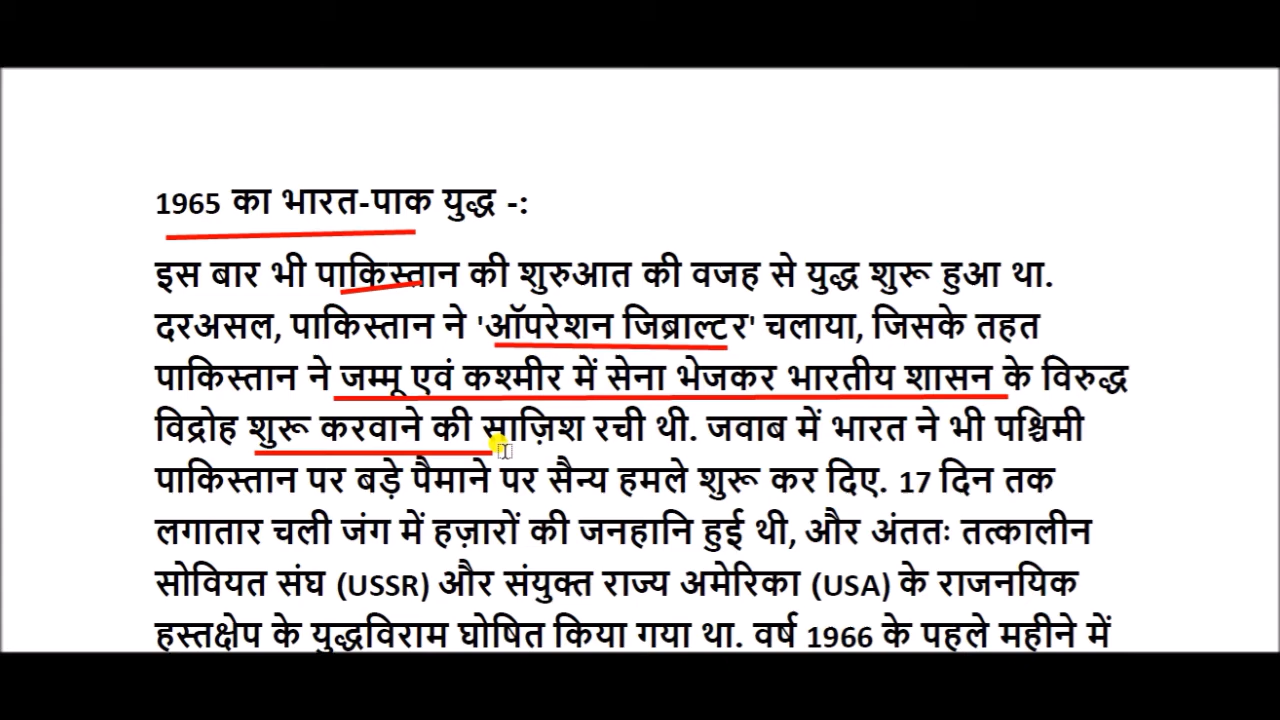 1965 का भारत-पाक युद्ध -:
इस बार भी पाकिस्तान की शुरुआत की वजह से युद्ध शुरू हुआ था.
दरअसल, पाकिस्तान ने 'ऑपरेशन जिब्राल्टर' चलाया, जिसके तहत
पाकिस्तान ने जम्मू एवं कश्मीर में सेना भेजकर भारतीय शासन के विरुद्ध
विद्रोह शुरू करवाने की साज़िश रची थी. जवाब में भारत ने भी पश्चिमी
पाकिस्तान पर बड़े पैमाने पर सैन्य हमले शुरू कर दिए. 17 दिन तक
लगातार चली जंग में हज़ारों की जनहानि हुई थी, और अंततः तत्कालीन
सोवियत संघ (USSR) और संयुक्त राज्य अमेरिका (USA) के राजनयिक
हस्तक्षेप के युद्धविराम घोषित किया गया था. वर्ष 1966 के पहले महीने में